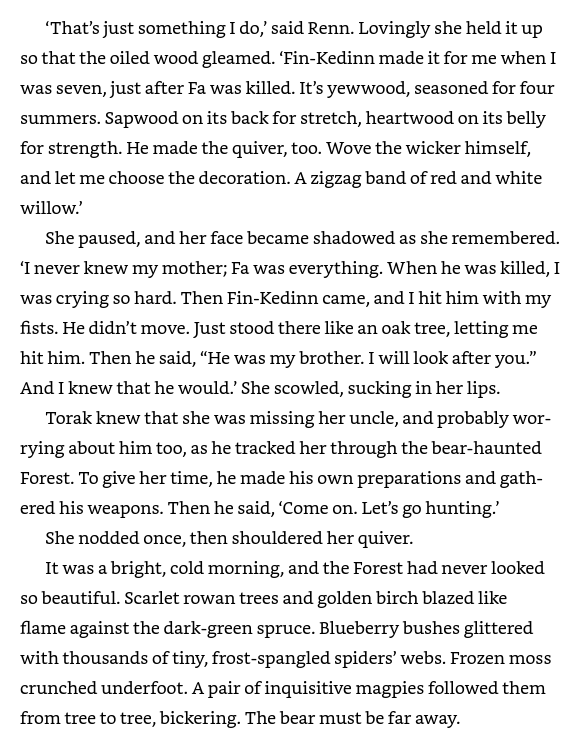 ‘That’s just something I do,’ said Renn. Lovingly she held it up
so that the oiled wood gleamed. ‘Fin-Kedinn made it for me when I
was seven, just after Fa was killed. It’s yewwood, seasoned for four
summers. Sapwood on its back for stretch, heartwood on its belly
for strength. He made the quiver, too. Wove the wicker himself,
and let me choose the decoration. A zigzag band of red and white
willow.’
She paused, and her face became shadowed as she remembered.
‘I never knew my mother; Fa was everything. When he was killed, I
was crying so hard. Then Fin-Kedinn came, and I hit him with my
fists. He didn’t move. Just stood there like an oak tree, letting me
hit him. Then he said, “He was my brother. I will look after you.”
And I knew that he would.’ She scowled, sucking in her lips.
Torak knew that she was missing her uncle, and probably wor-
rying about him too, as he tracked her through the bear-haunted
Forest. To give her time, he made his own preparations and gath-
ered his weapons. Then he said, ‘Come on. Let’s go hunting.’
She nodded once, then shouldered her quiver.
It was a bright, cold morning, and the Forest had never looked
so beautiful. Scarlet rowan trees and golden birch blazed like
flame against the dark-green spruce. Blueberry bushes glittered
with thousands of tiny, frost-spangled spiders’ webs. Frozen moss
crunched underfoot. A pair of inquisitive magpies followed them
from tree to tree, bickering. The bear must be far away.